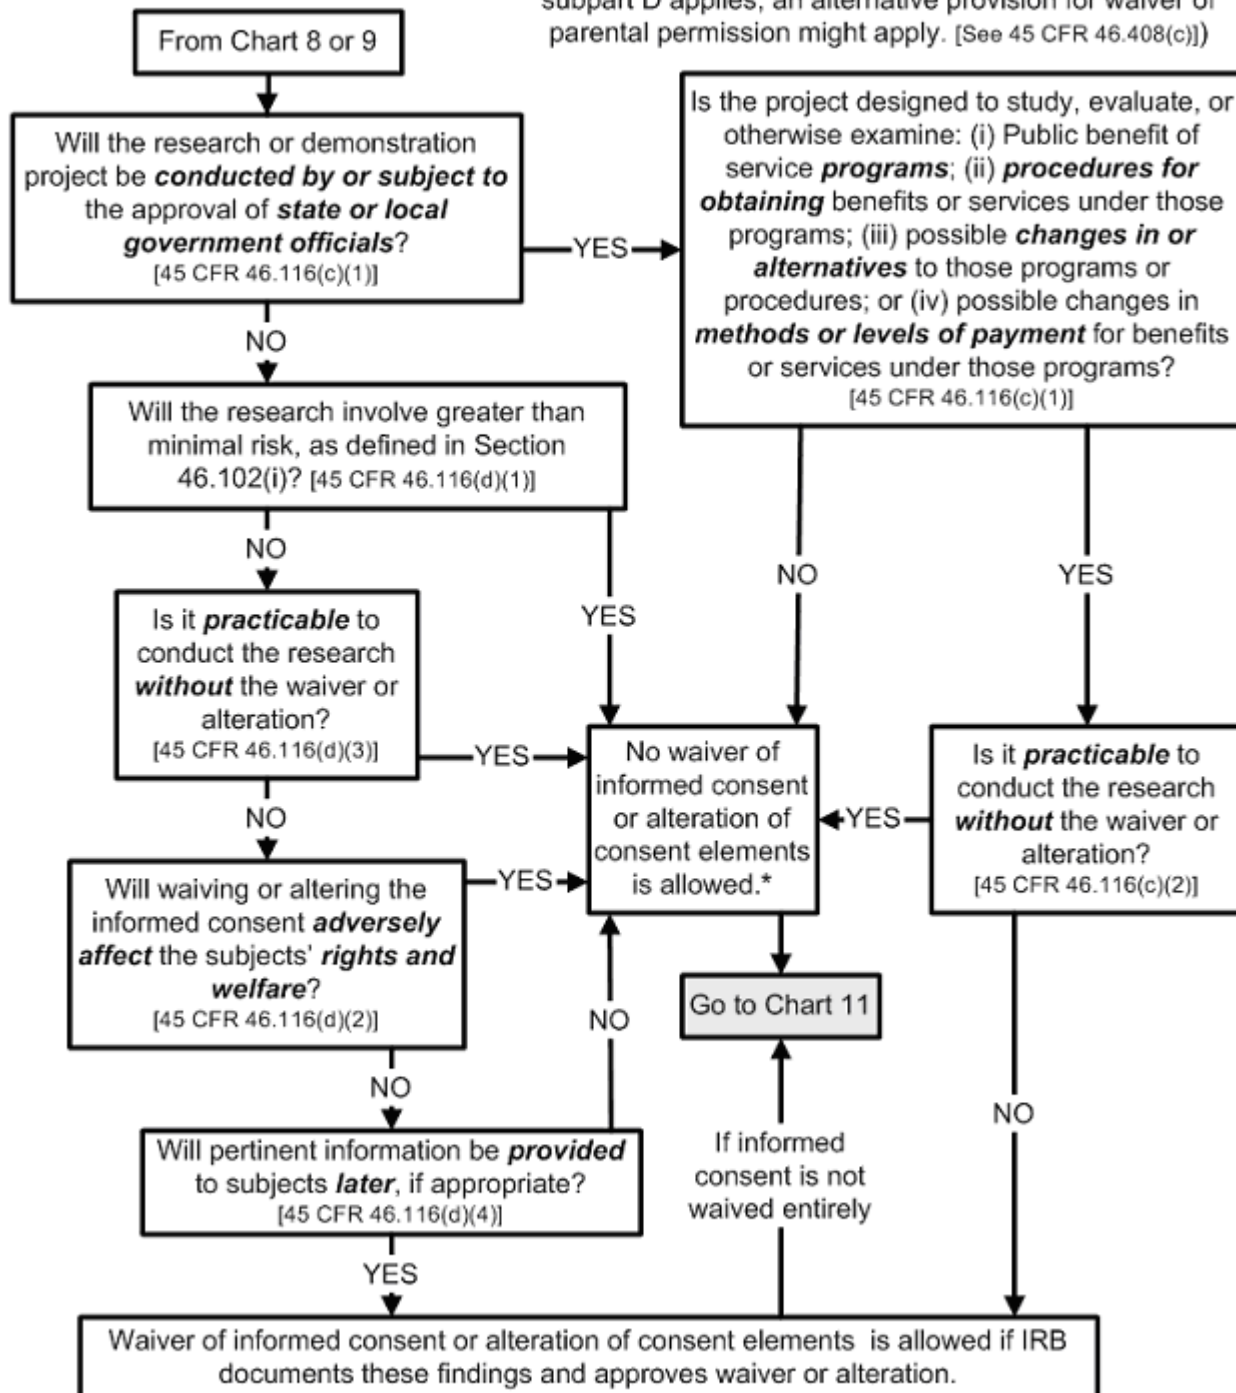 subpart D applies, an alternative provision for waiver of
parental permission might apply. [See 45 CFR 46.408(c)])
From Chart 8 or 9
Will the research or demonstration
project be conducted by or subject to
the approval of state or local
government officials?
[45 CFR 46.116(c)(1)]
YES
Is the project designed to study, evaluate, or
otherwise examine: (i) Public benefit of
service programs; (ii) procedures for
obtaining benefits or services under those
programs; (iii) possible changes in or
alternatives to those programs or
procedures; or (iv) possible changes in
methods or levels of payment for benefits
or services under those programs?
[45 CFR 46.116(c)(1)]
NO
Will the research involve greater than
minimal risk, as defined in Section
46.102(i)? [45 CFR 46.116(d)(1)]
NO
YES
NO
YES
Is it practicable to
conduct the research
without the waiver or
alteration?
[45 CFR 46.116(d)(3)]
YES
No waiver of
informed consent
or alteration of
consent elements
is allowed.*
YES
Is it practicable to
conduct the research
without the waiver or
alteration?
[45 CFR 46.116(c)(2)]
NO
Will waiving or altering the
informed consent adversely
affect the subjects' rights and
welfare?
[45 CFR 46.116(d)(2)]
YES
Go to Chart 11
NO
NO
Will pertinent information be provided
to subjects later, if appropriate?
[45 CFR 46.116(d)(4)]
If informed
consent is not
waived entirely
NO
YES
Waiver of informed consent or alteration of consent elements is allowed if IRB
documents these findings and approves waiver or alteration.